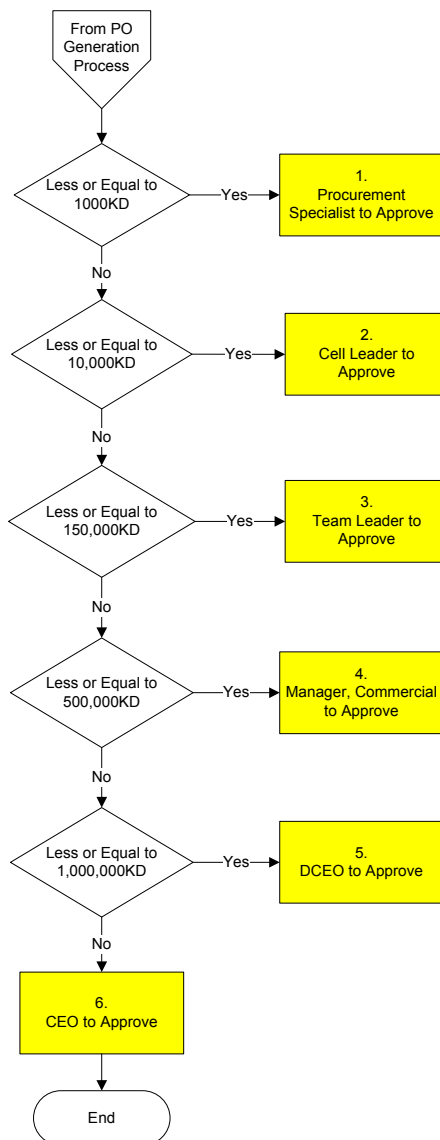 From PO
Generation
Process
Less or Equal to
1000KD
Yes
1.
Procurement
Specialist to Approve
No
Less or Equal to
10,000KD
Yes
2.
Cell Leader to
Approve
No
Less or Equal to
150,000KD
Yes
3.
Team Leader to
Approve
No
Less or Equal to
500,000KD
Yes
4.
Manager, Commercial
to Approve
No
Less or Equal to
1,000,000KD
Yes
5.
DCEO to Approve
No
6.
CEO to Approve
End